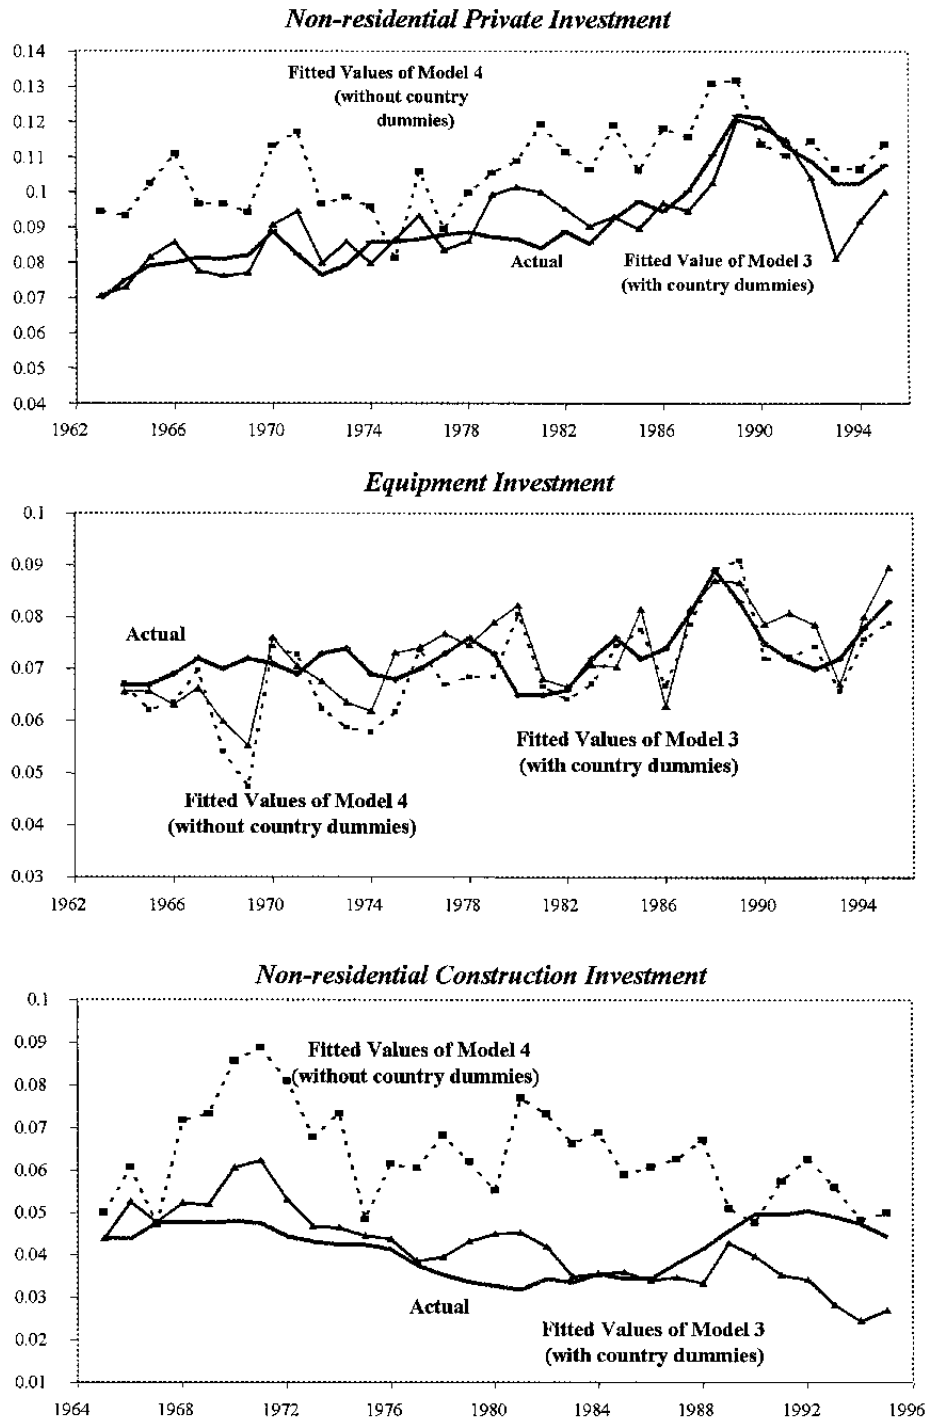 Non-residential Private Investment
0.14
Fitted Values of Model 4
0.13
(without country
0.12
dummies)
0.11
0.1
0.09
0.08
Actual
Fitted Value of Model 3
(with country dummies)
0.07
0.06
0.05
0.04
1962 1966 1970 1974 1978 1982 1986 1990 1994
Equipment Investment
0.1
0.09
0.08
Actual
0.07
0.06
Fitted Values of Model 3
(with country dummies)
0.05
Fitted Values of Model 4
(without country dummies)
0.04
0.03
1962 1966 1970 1974 1978 1982 1986 1990 1994
Non-residential Construction Investment
0.1
0.09
Fitted Values of Model 4
(without country dummies)
0.08
0.07
0.06
0.05
0.04
0.03
Actual
Fitted Values of Model 3
0.02
(with country dummies)
0.01
1964 1968 1972 1976 1980 1984 1988 1992 1996